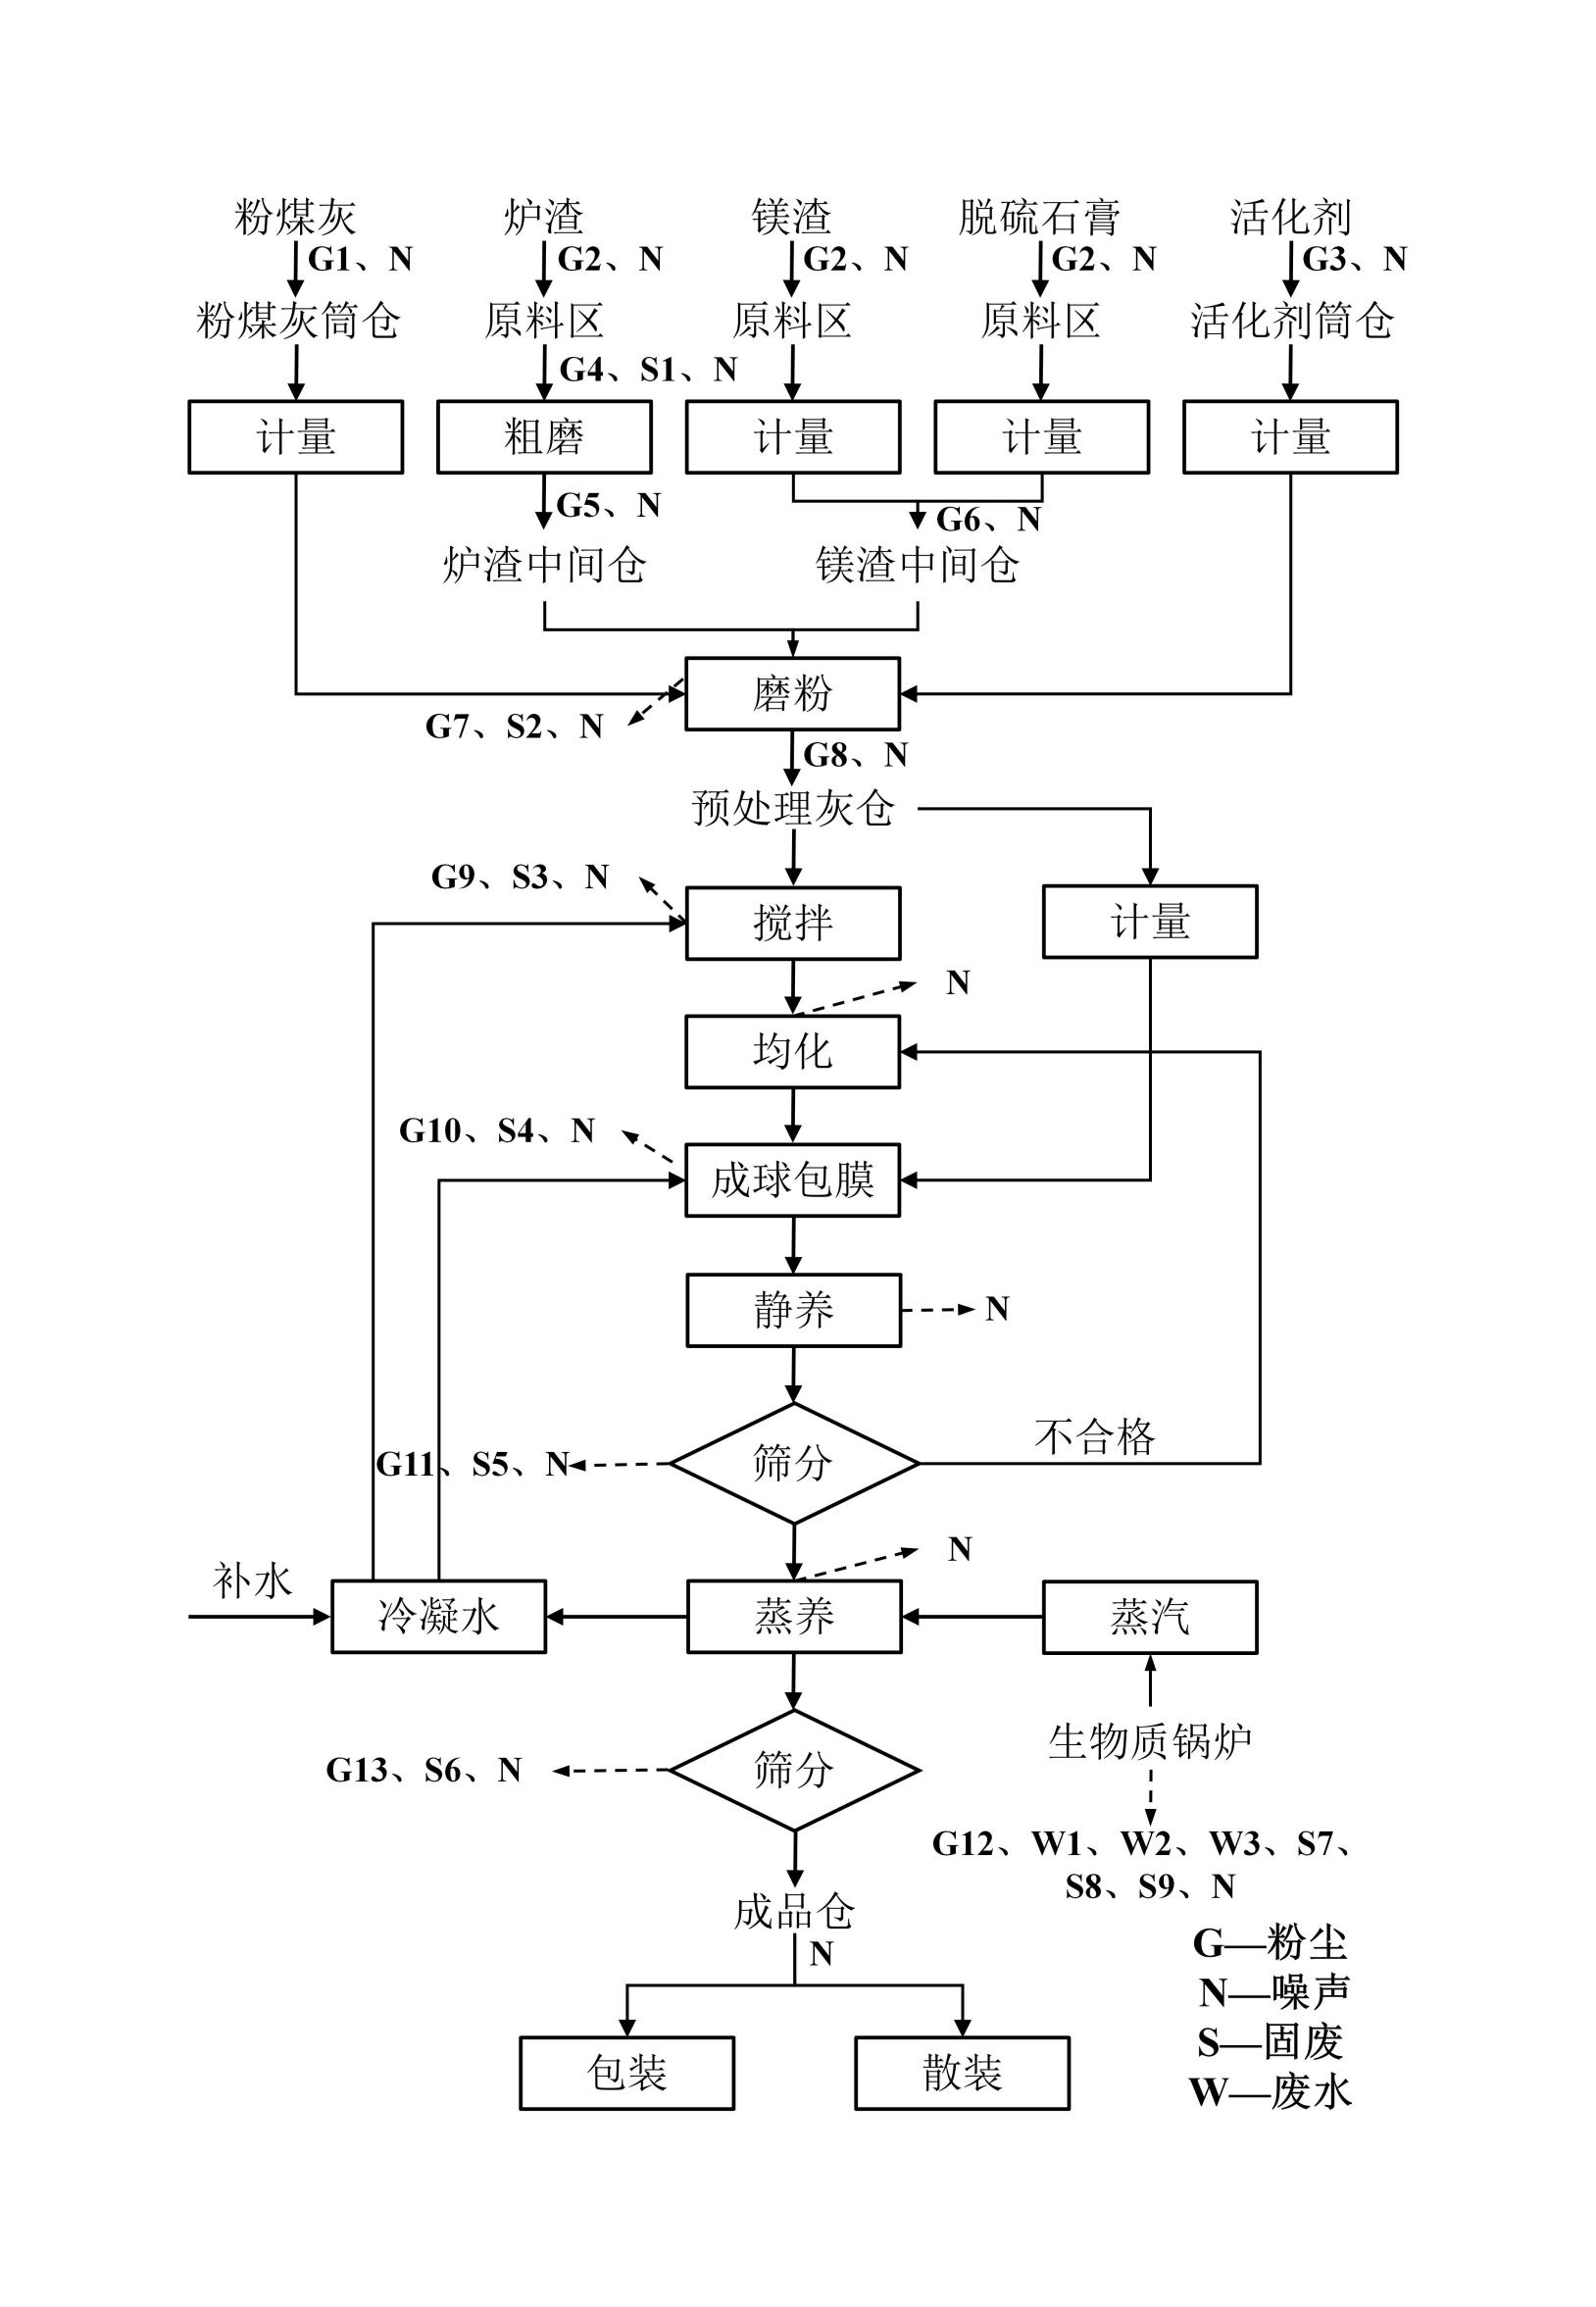 粉煤灰
炉渣
镁渣
脱硫石膏
活化剂
G1、N
G2、N
G2、N
G2、N
G3、N
粉煤灰筒仓
原料区
原料区
原料区
活化剂筒仓
G4、S1、N
计量
粗磨
计量
计量
计量
G5、N
G6、N
炉渣中间仓
镁渣中间仓
磨粉
G7、S2、N
G8、N
预处理灰仓
G9、S3、N
搅拌
计量
N
均化
G10、S4、N
成球包膜
静养
N
不合格
G11、S5、N
筛分
N
补水
冷凝水
蒸养
蒸汽
生物质锅炉
G13、S6、N
筛分
G12、W1、W2、W3、S7、
S8、S9、N
成品仓
N
G—粉尘
N—噪声
S—固废
W—废水
包装
散装